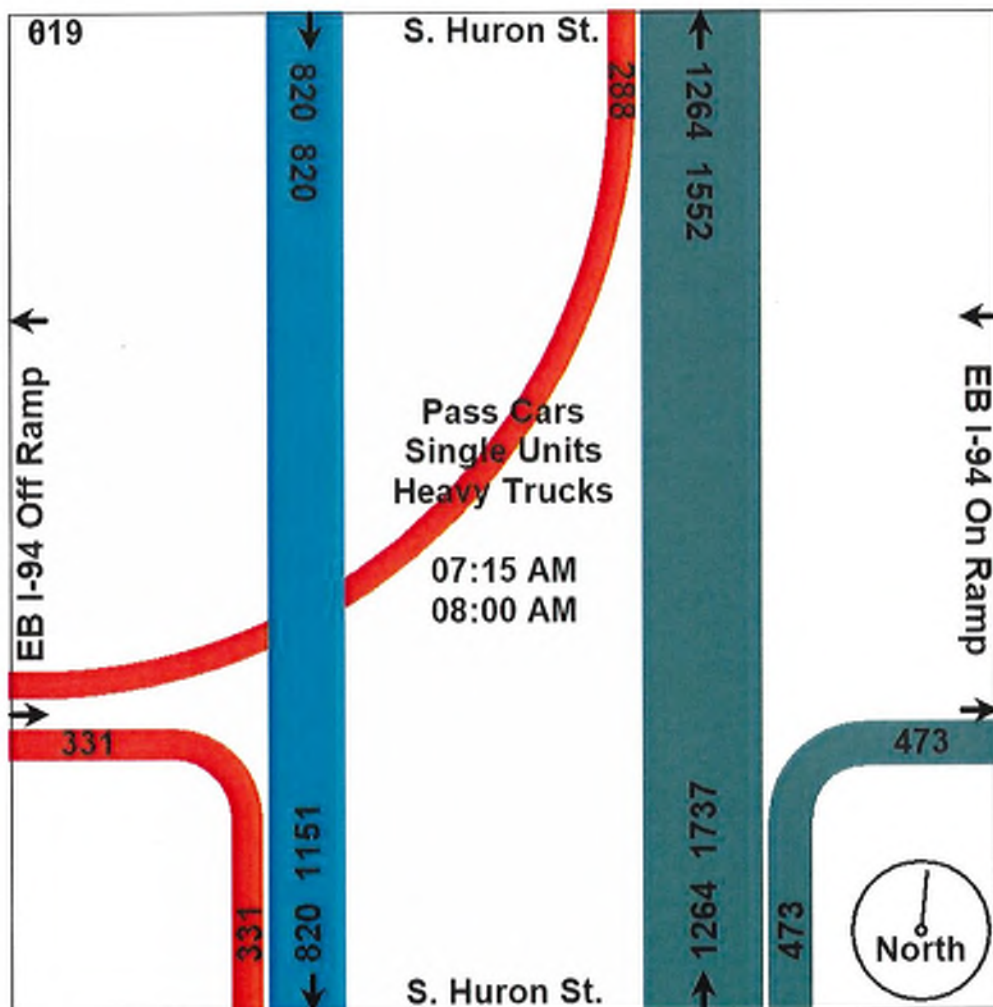 619
S. Huron St.
820 820
288
1264 1552
EB I-94 Off Ramp
EB I-94 On Ramp
Pass Cars
Single Units
Heavy Trucks
07:15 AM
08:00 AM
331
473
331
820 1151
1264 1737
473
North
S. Huron St.